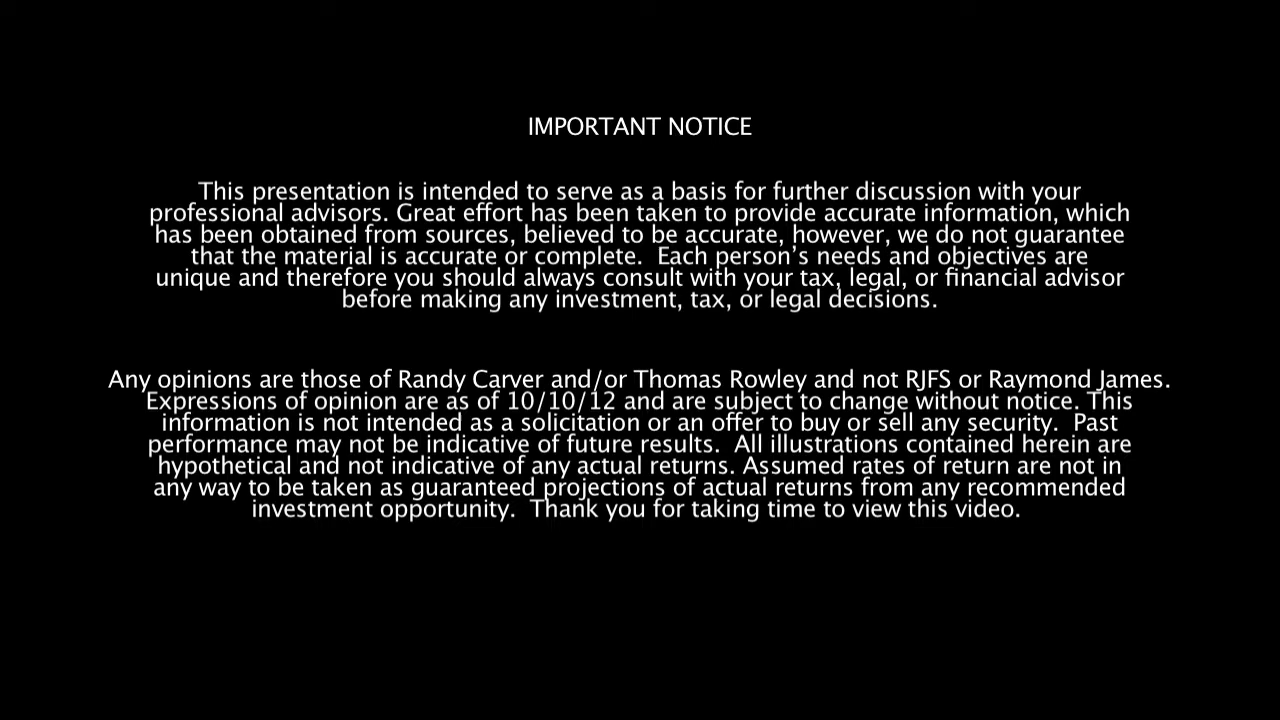 IMPORTANT NOTICE
This presentation is intended to serve as a basis for further discussion with your
professional advisors. Great effort has been taken to provide accurate information, which
has been obtained from sources, believed to be accurate, however, we do not guarantee
that the material is accurate or complete.  Each person's needs and objectives are
unique and therefore you should always consult with your tax, legal, or financial advisor
before making any investment, tax, or legal decisions.
Any opinions are those of Randy Carver and/or Thomas Rowley and not RJFS or Raymond James.
Expressions of opinion are as of 10/10/12 and are subject to change without notice. This
information is not intended as a solicitation or an offer to buy or sell any security.  Past
performance may not be indicative of future results.  All illustrations contained herein are
hypothetical and not indicative of any actual returns. Assumed rates of return are not in
any way to be taken as guaranteed projections of actual returns from any recommended
investment opportunity.  Thank you for taking time to view this video.